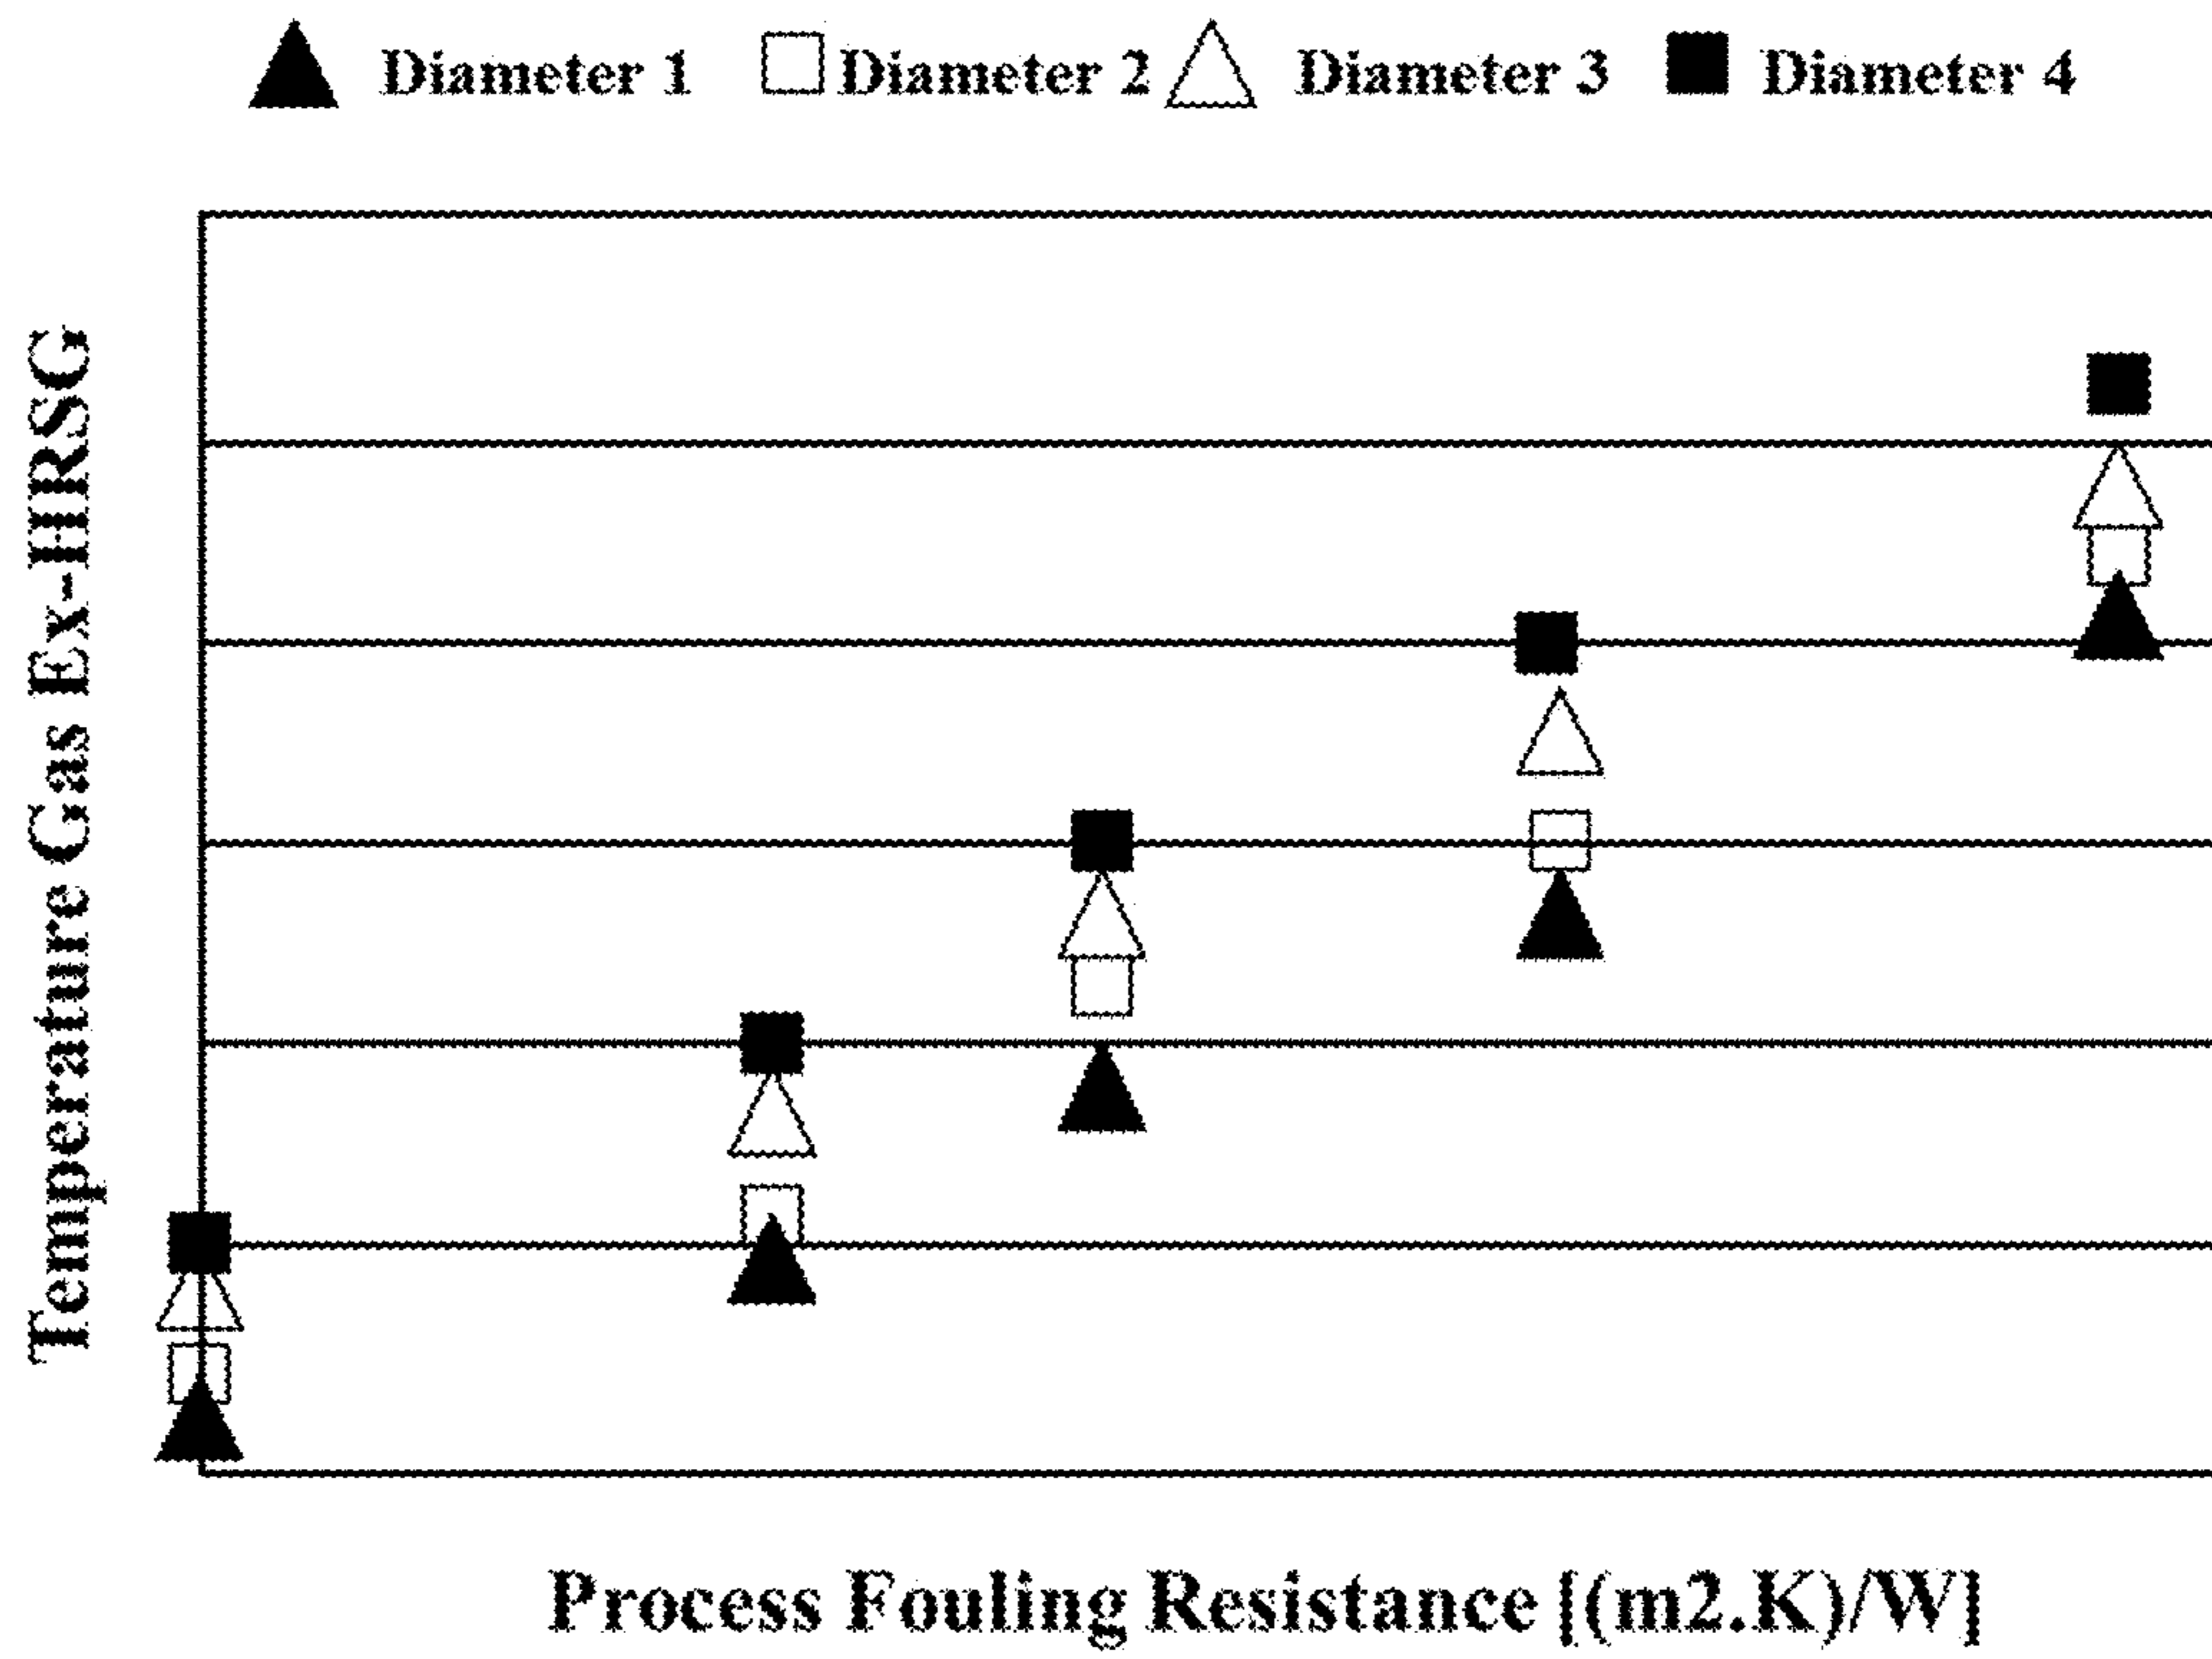 Diameter 1 Diameter 2 Diameter 3 Diameter 4
Temperature Gas Ex-HRSG
Process Fouling Resistance [(m2.K)/W]